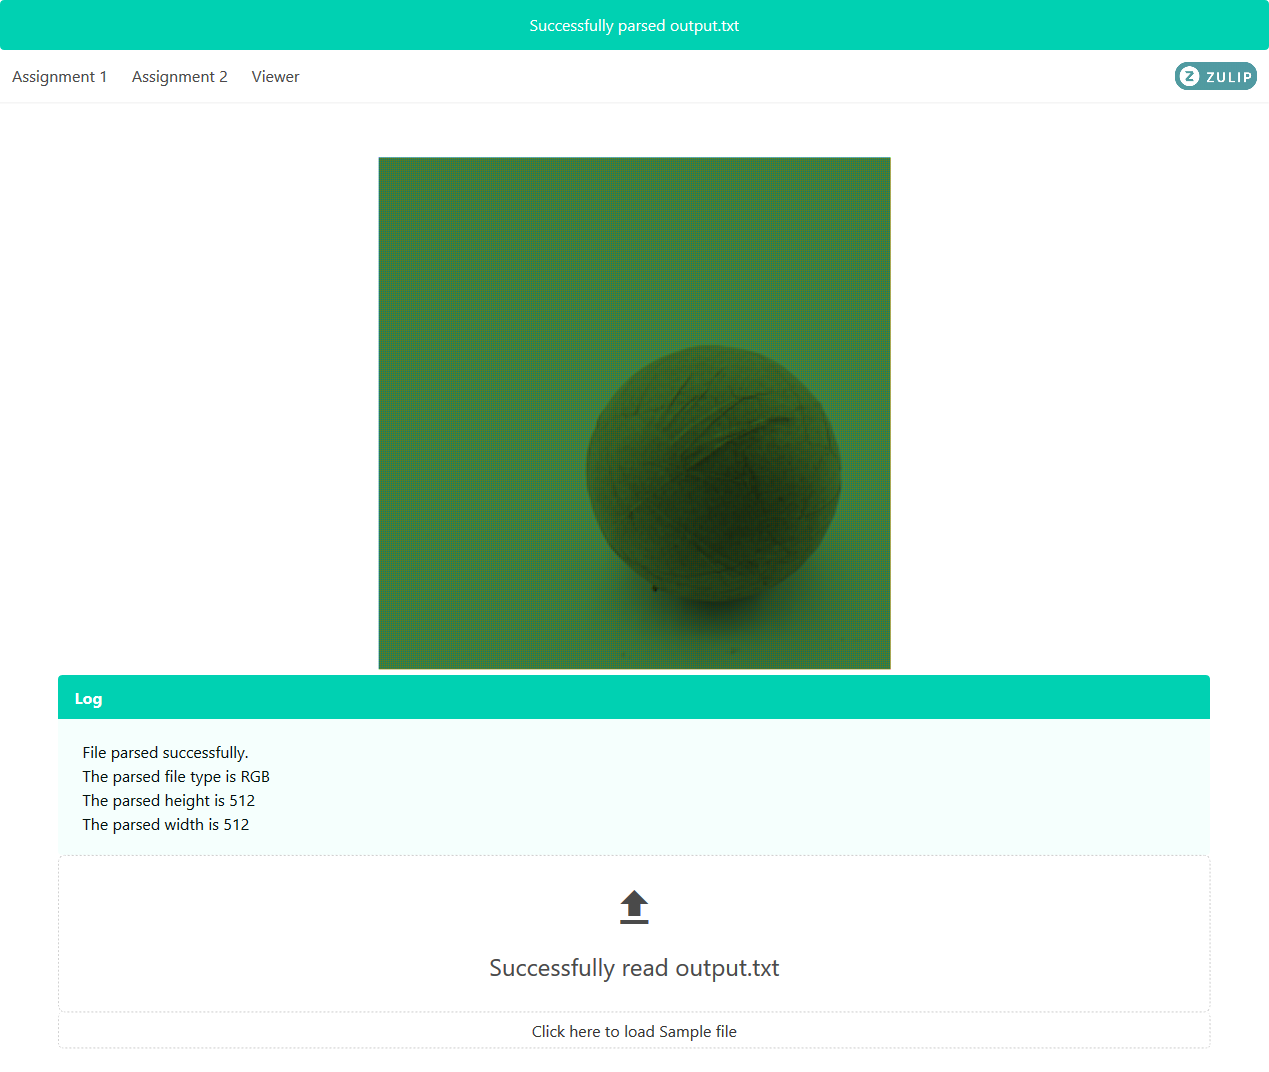 Successfully parsed output.txt
Assignment 1 Assignment 2 Viewer
Z ZULIP
Log
File parsed successfully.
The parsed file type is RGB
The parsed height is 512
The parsed width is 512
Successfully read output.txt
Click here to load Sample file